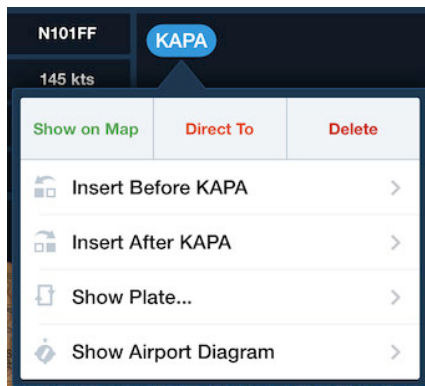 N101FF
KAPA
145 kts
Show on Map Direct To Delete
Insert Before KAPA
Insert After KAPA
Show Plate...
Show Airport Diagram